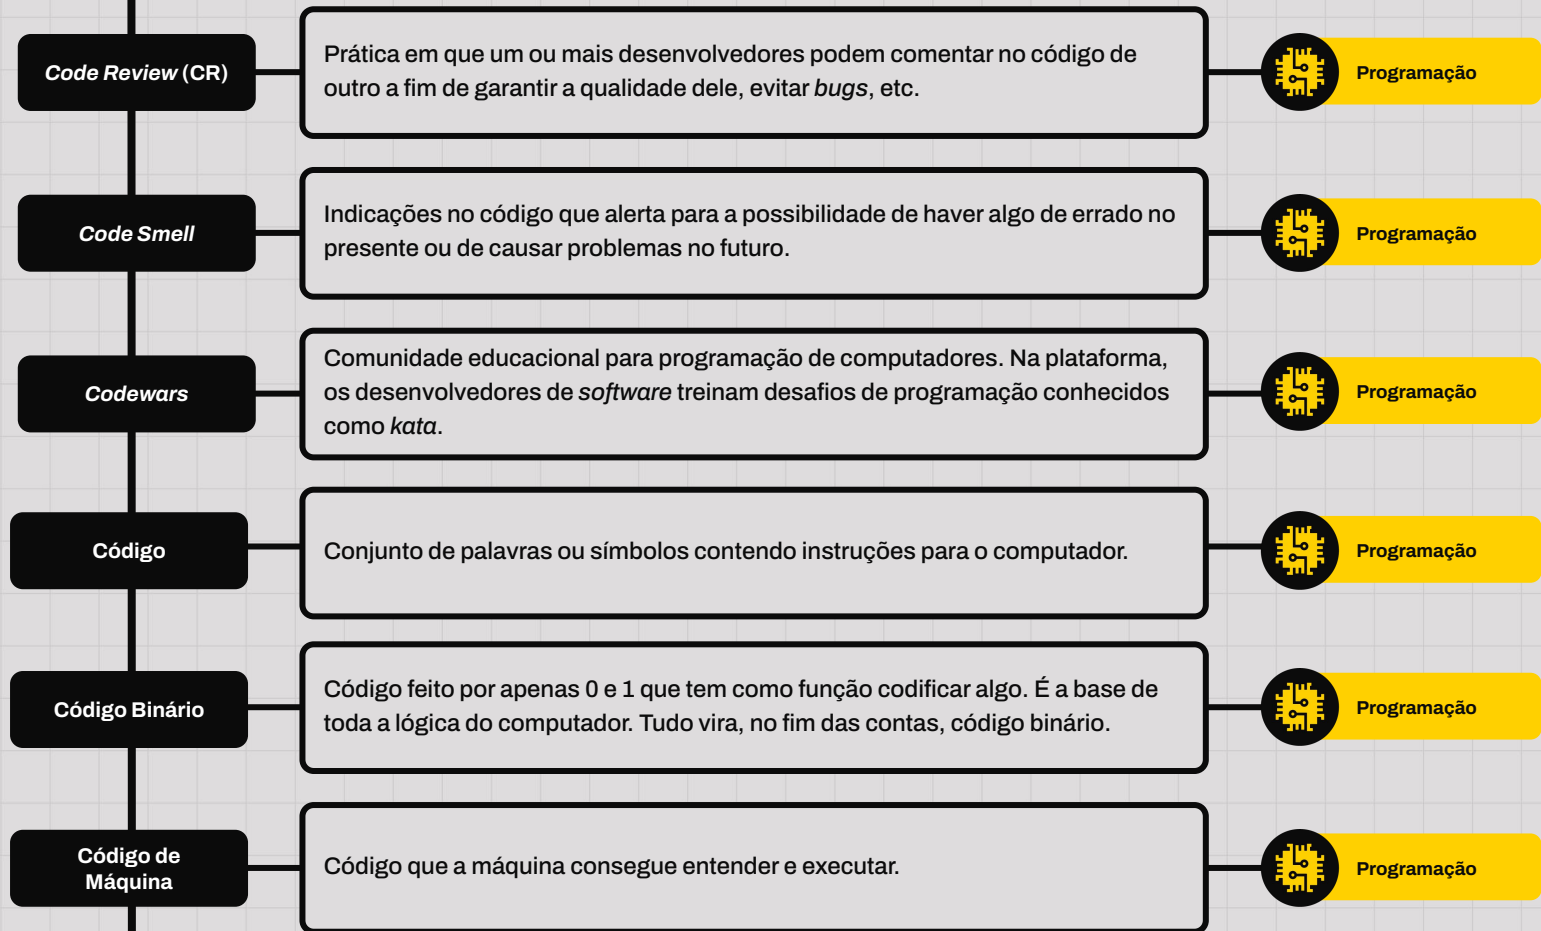 Code Review (CR)
Prática em que um ou mais desenvolvedores podem comentar no código de
outro a fim de garantir a qualidade dele, evitar bugs, etc.
Programação
Code Smell
Indicações no código que alerta para a possibilidade de haver algo de errado no
presente ou de causar problemas no futuro.
Programação
Codewars
Comunidade educacional para programação de computadores. Na plataforma,
os desenvolvedores de software treinam desafios de programação conhecidos
como kata.
Programação
Código
Conjunto de palavras ou símbolos contendo instruções para o computador.
Programação
Código Binário
Código feito por apenas 0 e 1 que tem como função codificar algo. É a base de
toda a lógica do computador. Tudo vira, no fim das contas, código binário.
Programação
Código de
Máquina
Código que a máquina consegue entender e executar.
Programação